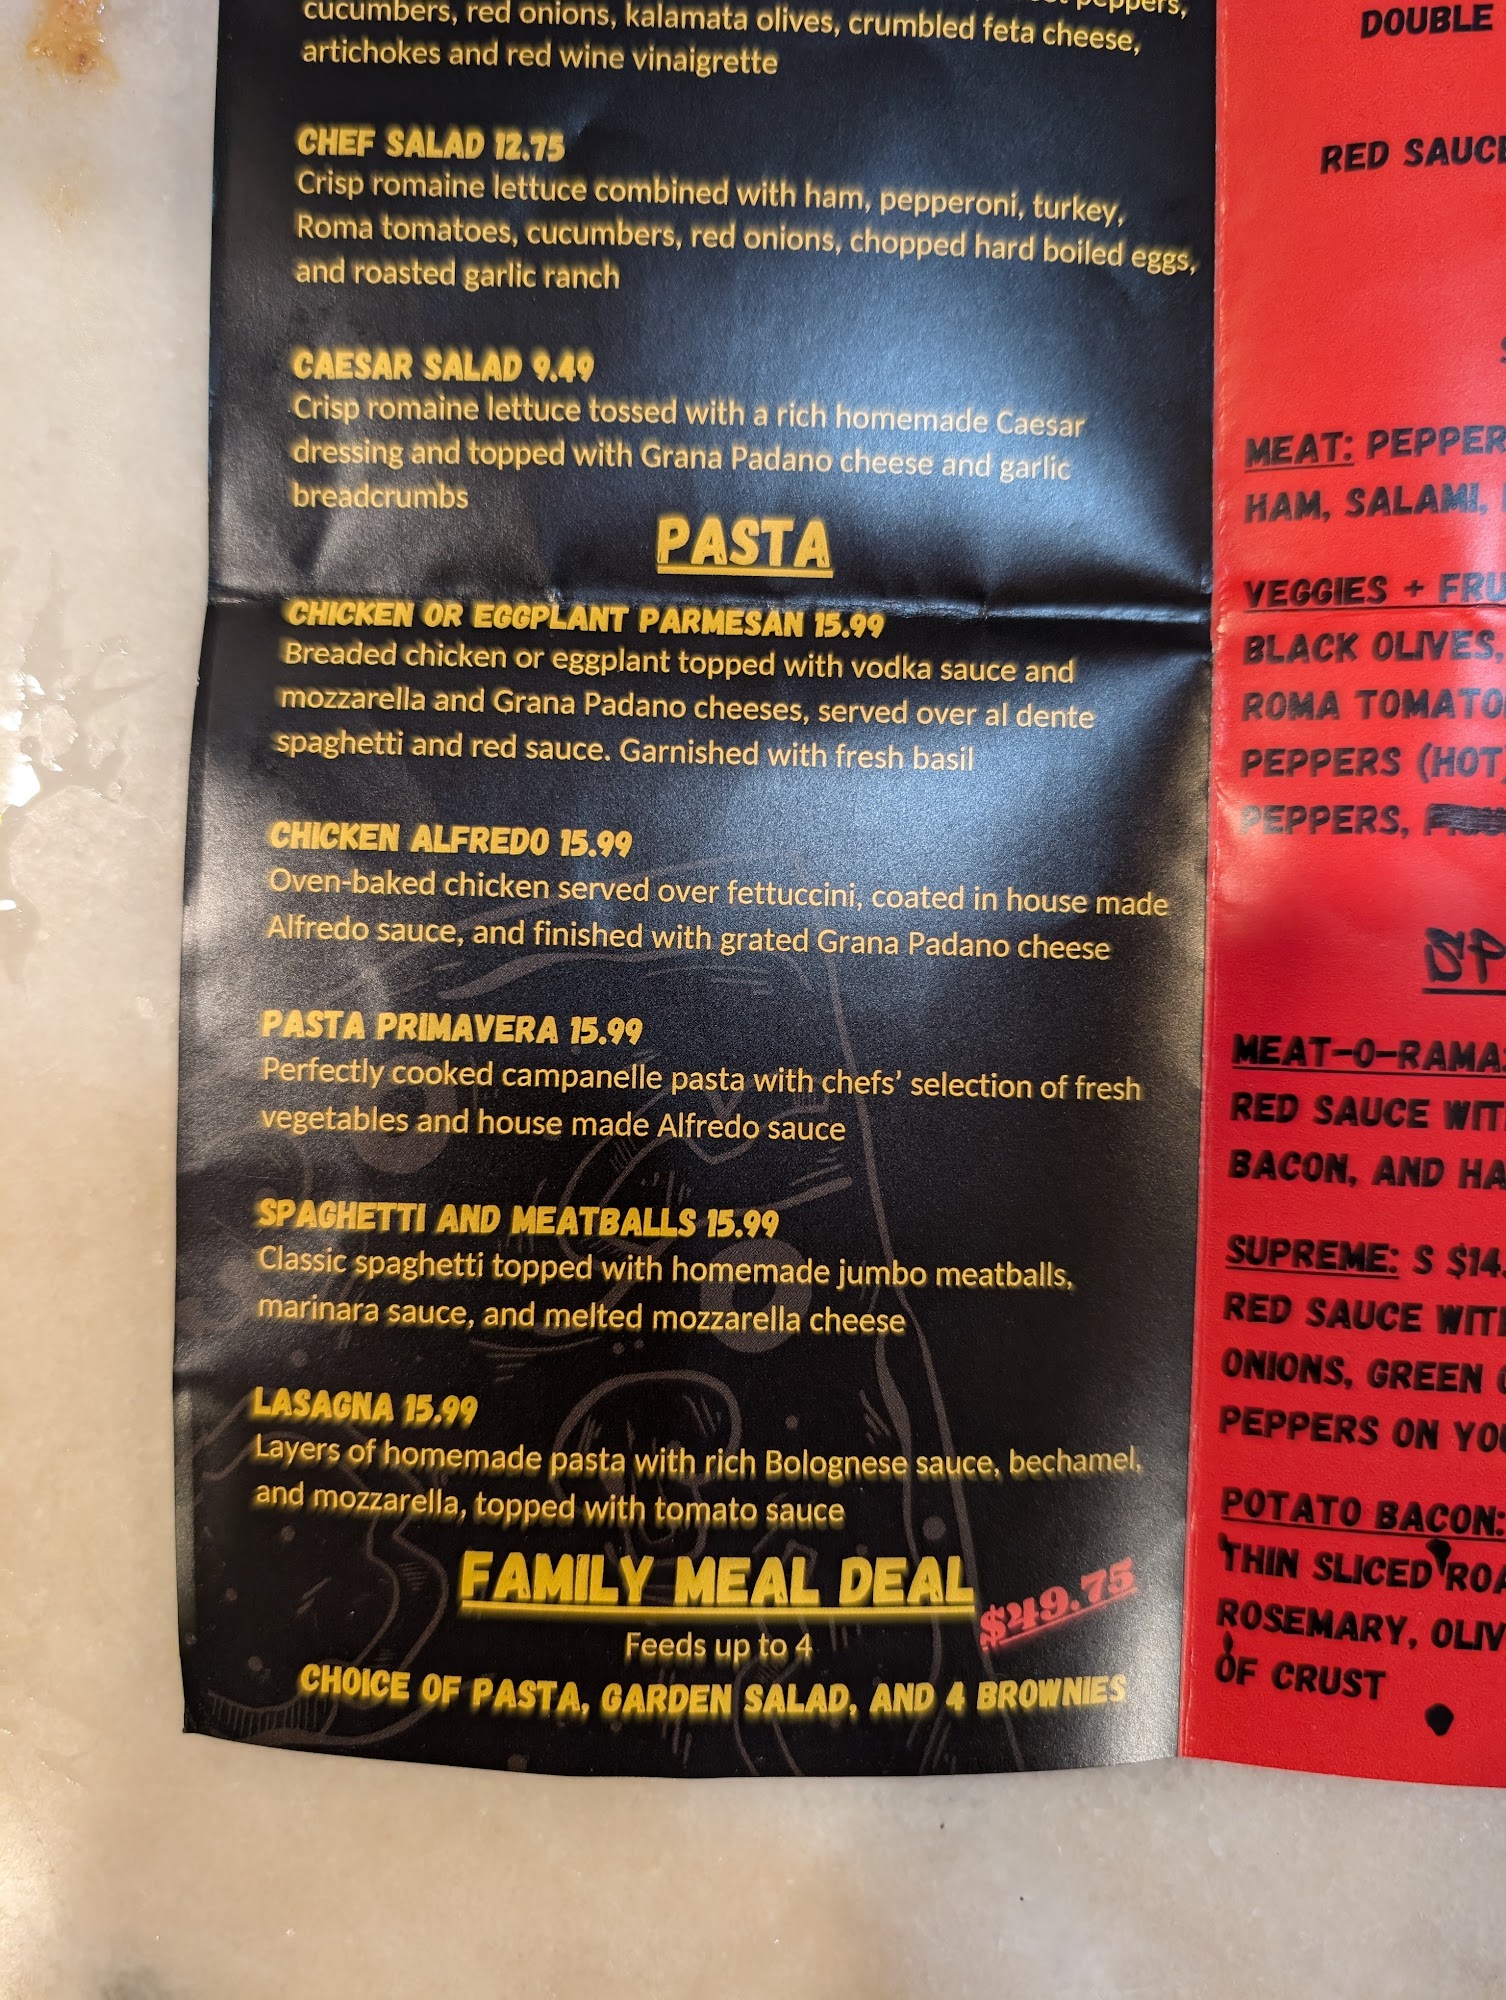 peppers,
cucumbers, red onions, kalamata olives, crumbled feta cheese,
artichokes and red wine vinaigrette
CHEF SALAD 12.75
Crisp romaine lettuce combined with ham, pepperoni, turkey,
Roma tomatoes, cucumbers, red onions, chopped hard boiled eggs,
and roasted garlic ranch
CAESAR SALAD 9.49
Crisp romaine lettuce tossed with a rich homemade Caesar
dressing and topped with Grana Padano cheese and garlic
breadcrumbs
PASTA
CHICKEN OR EGGPLANT PARMESAN 15.99
Breaded chicken or eggplant topped with vodka sauce and
mozzarella and Grana Padano cheeses, served over al dente
spaghetti and red sauce. Garnished with fresh basil
CHICKEN ALFREDO 15.99
Oven-baked chicken served over fettuccini, coated in house made
Alfredo sauce, and finished with grated Grana Padano cheese
PASTA PRIMAVERA 15.99
Perfectly cooked campanelle pasta with chefs' selection of fresh
vegetables and house made Alfredo sauce
SPAGHETTI AND MEATBALLS 15.99
Classic spaghetti topped with homemade jumbo meatballs,
marinara sauce, and melted mozzarella cheese
LASAGNA 15.99
Layers of homemade pasta with rich Bolognese sauce, bechamel,
and mozzarella, topped with tomato sauce
FAMILY MEAL DEAL
$49.75
Feeds up to 4
CHOICE OF PASTA, GARDEN SALAD, AND 4 BROWNIES
DOUBLE
RED SAUCE
MEAT: PEPPER
HAM, SALAMI,
VEGGIES + FRU
BLACK OLIVES,
ROMA TOMATO
PEPPERS (HOT,
PEPPERS,
SP
MEAT-O-RAMA:
RED SAUCE WIT
BACON, AND HA
SUPREME: S $14.
RED SAUCE WITH
ONIONS, GREEN
PEPPERS ON YOU
POTATO BACON:
THIN SLICED ROA
ROSEMARY, OLIV
OF CRUST